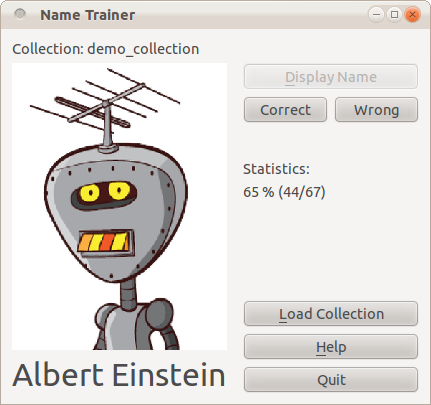 Name Trainer
Collection: demo_collection
Display Name
Correct
Wrong
Statistics:
65 % (44/67)
Load Collection
Help
Quit
Albert Einstein